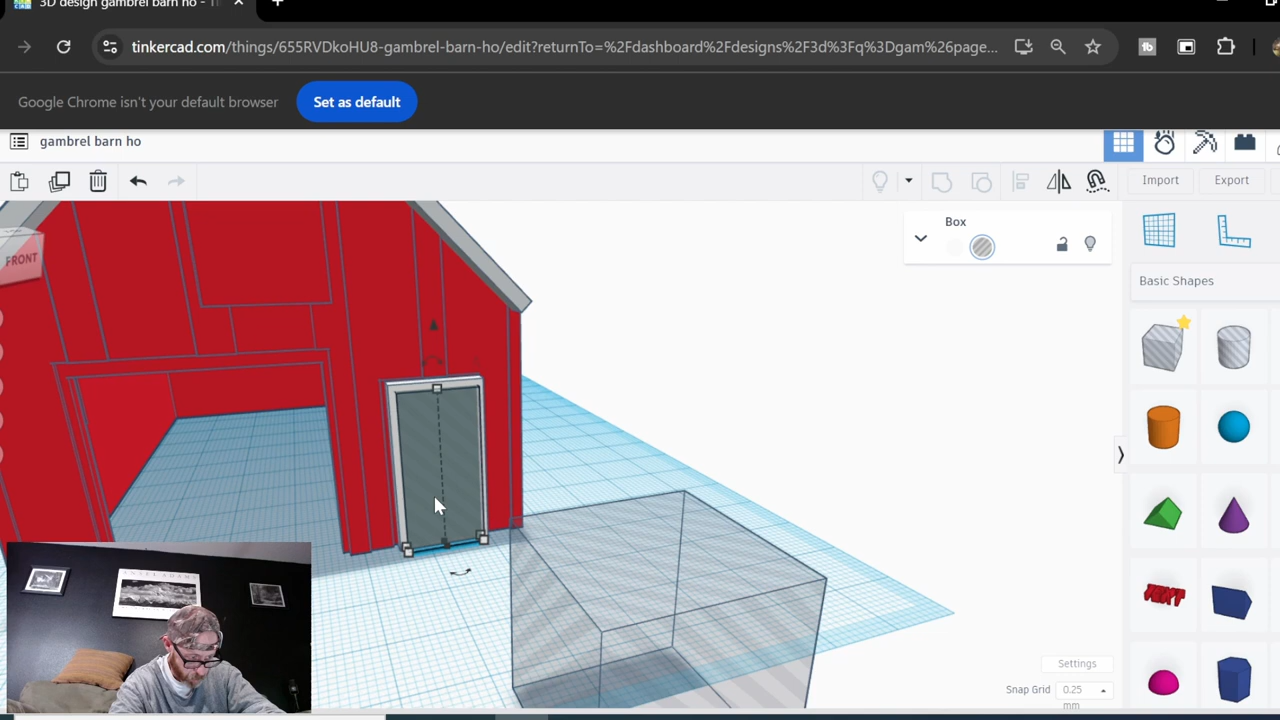 3D design gambrel barn ho - Ti
tinkercad.com/things/655RVDkoHU8-gambrel-barn-ho/edit?returnTo=%2Fdashboard%2Fdesigns%2F3d%3Fq%3Dgam%26page...
Google Chrome isn't your default browser
Set as default
gambrel barn ho
Import
Export
Box
FRONT
Basic Shapes
TEXT
Settings
Snap Grid 0.25
mm